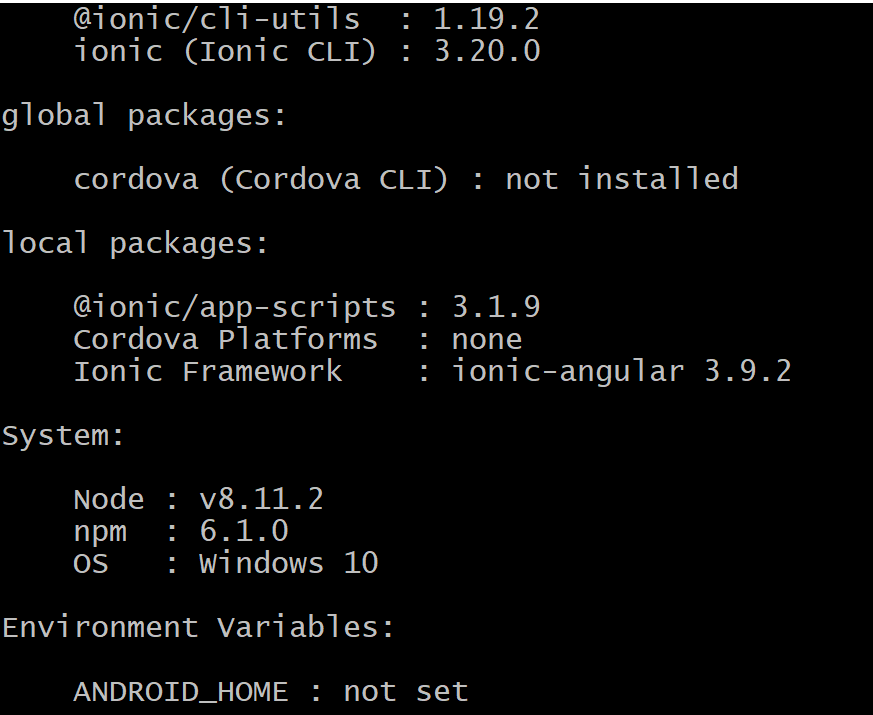 @ionic/cli-utils  : 1.19.2
ionic (Ionic CLI) : 3.20.0
global packages:
cordova (Cordova CLI) : not installed
local packages:
@ionic/app-scripts : 3.1.9
Cordova Platforms  : none
Ionic Framework    : ionic-angular 3.9.2
System:
Node : v8.11.2
npm  : 6.1.0
OS   : Windows 10
Environment Variables:
ANDROID_HOME : not set